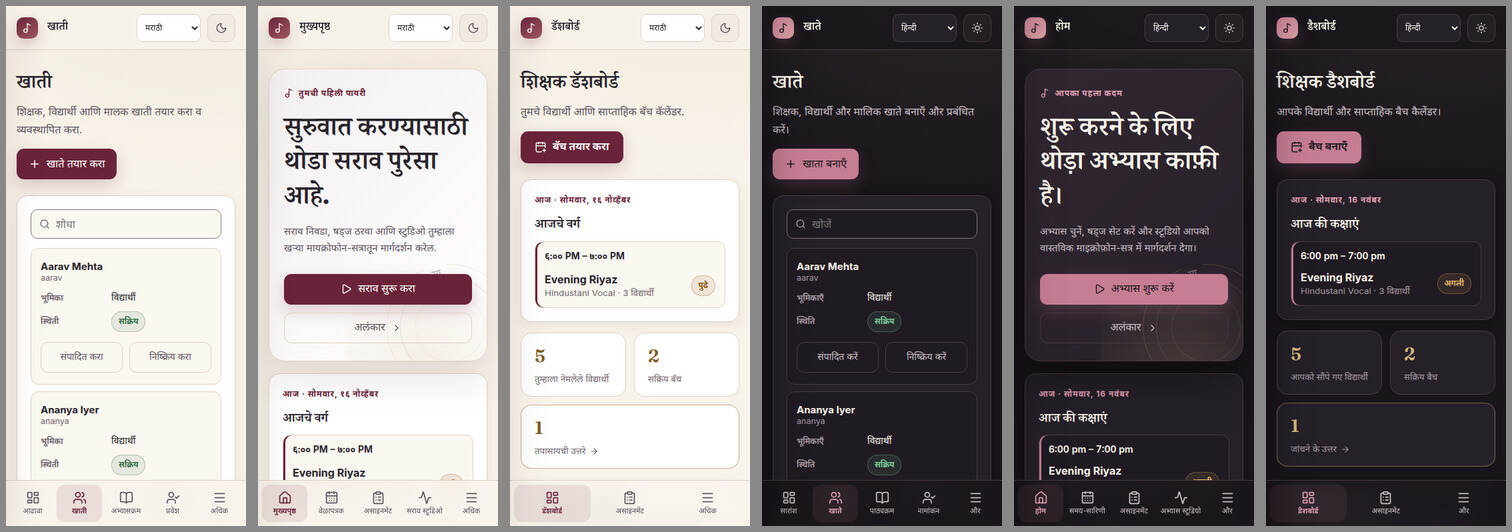 खाती
मराठी
खाती
शिक्षक, विद्यार्थी आणि मालक खाती तयार करा व
व्यवस्थापित करा.
खाते तयार करा
शोधा
Aarav Mehta
aarav
भूमिका विद्यार्थी
स्थिती सक्रिय
संपादित करा निष्क्रिय करा
Ananya Iyer
ananya
भूमिका विद्यार्थी
स्थिती सक्रिय
आढावा खाती अभ्यासक्रम प्रवेश अधिक
मुख्यपृष्ठ
मराठी
तुमची पहिली पायरी
सुरुवात करण्यासाठी
थोडा सराव पुरेसा
आहे.
सराव निवडा, षड्ज ठरवा आणि स्टुडिओ तुम्हाला
खऱ्या मायक्रोफोन-सत्रातून मार्गदर्शन करेल.
सराव सुरू करा
अलंकार
आज · सोमवार, १६ नोव्हेंबर
आजचे वर्ग
६:०० PM – ७:०० PM
Evening Riyaz
मुख्यपृष्ठ वेळापत्रक असाइनमेंट सराव स्टुडिओ अधिक
डॅशबोर्ड
मराठी
शिक्षक डॅशबोर्ड
तुमचे विद्यार्थी आणि साप्ताहिक बॅच कॅलेंडर.
बॅच तयार करा
आज · सोमवार, १६ नोव्हेंबर
आजचे वर्ग
६:०० PM – ७:०० PM
Evening Riyaz
Hindustani Vocal · 3 विद्यार्थी
पुढे
5
तुम्हाला नेमलेले विद्यार्थी
2
सक्रिय बॅच
1
तपासायची उत्तरे →
डॅशबोर्ड असाइनमेंट अधिक
खाते
हिन्दी
खाते
शिक्षक, विद्यार्थी और मालिक खाते बनाएँ और प्रबंधित
करें।
खाता बनाएँ
खोजें
Aarav Mehta
aarav
भूमिकाएँ विद्यार्थी
स्थिति सक्रिय
संपादित करें निष्क्रिय करें
Ananya Iyer
ananya
भूमिकाएँ विद्यार्थी
स्थिति सक्रिय
सारांश खाते पाठ्यक्रम नामांकन और
होम
हिन्दी
आपका पहला कदम
शुरू करने के लिए
थोड़ा अभ्यास काफ़ी
है।
अभ्यास चुनें, षड्ज सेट करें और स्टूडियो आपको
वास्तविक माइक्रोफ़ोन-सत्र में मार्गदर्शन देगा।
अभ्यास शुरू करें
अलंकार
आज · सोमवार, 16 नवंबर
आज की कक्षाएं
6:00 pm – 7:00 pm
Evening Riyaz
होम समय-सारिणी असाइनमेंट अभ्यास स्टूडियो और
डैशबोर्ड
हिन्दी
शिक्षक डैशबोर्ड
आपके विद्यार्थी और साप्ताहिक बैच कैलेंडर।
बैच बनाएँ
आज · सोमवार, 16 नवंबर
आज की कक्षाएं
6:00 pm – 7:00 pm
Evening Riyaz
Hindustani Vocal · 3 विद्यार्थी
अगली
5
आपको सौंपे गए विद्यार्थी
2
सक्रिय बैच
1
जांचने के उत्तर →
डैशबोर्ड असाइनमेंट और